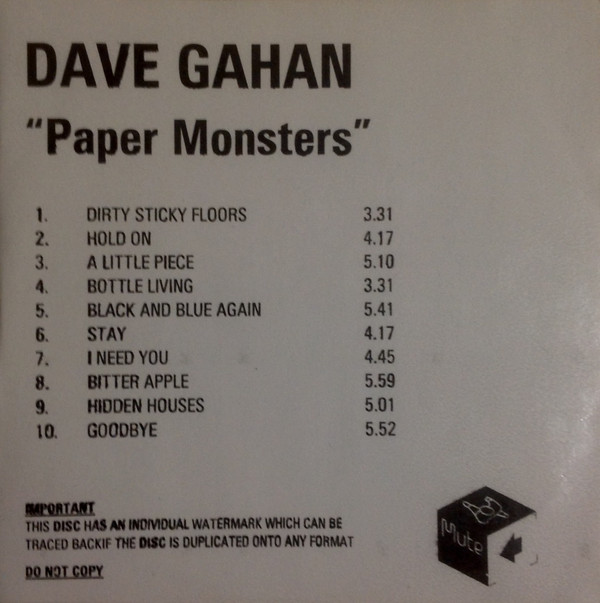 DAVE GAHAN
"Paper Monsters"
1. DIRTY STICKY FLOORS 3.31
2. HOLD ON 4.17
3. A LITTLE PIECE 5.10
4. BOTTLE LIVING 3.31
5. BLACK AND BLUE AGAIN 5.41
6. STAY 4.17
7. I NEED YOU 4.45
8. BITTER APPLE 5.59
9. HIDDEN HOUSES 5.01
10. GOODBYE 5.52
IMPORTANT
THIS DISC HAS AN INDIVIDUAL WATERMARK WHICH CAN BE
TRACED BACKIF THE DISC IS DUPLICATED ONTO ANY FORMAT
DO NOT COPY
Mute